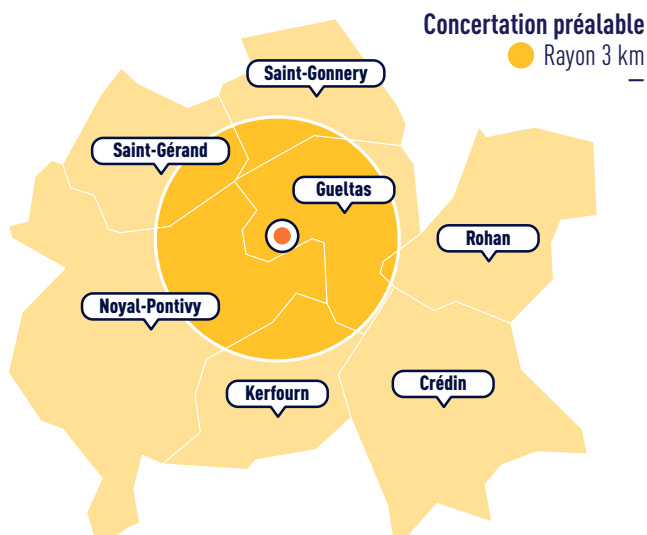 Concertation préalable
Rayon 3 km
Saint-Gonnery
Saint-Gérand
Gueltas
Rohan
Noyal-Pontivy
Crédin
Kerfourn